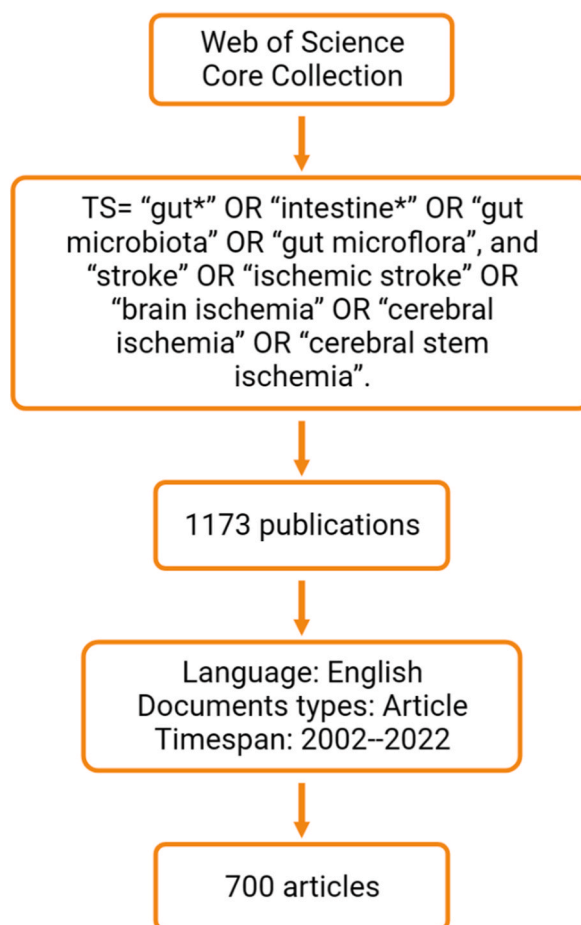 Web of Science
Core Collection
TS= “gut*” OR “intestine*” OR “gut
microbiota” OR “gut microflora”, and
“stroke” OR “ischemic stroke” OR
“brain ischemia” OR “cerebral
ischemia” OR “cerebral stem
ischemia”.
1173 publications
Language: English
Documents types: Article
Timespan: 2002--2022
700 articles